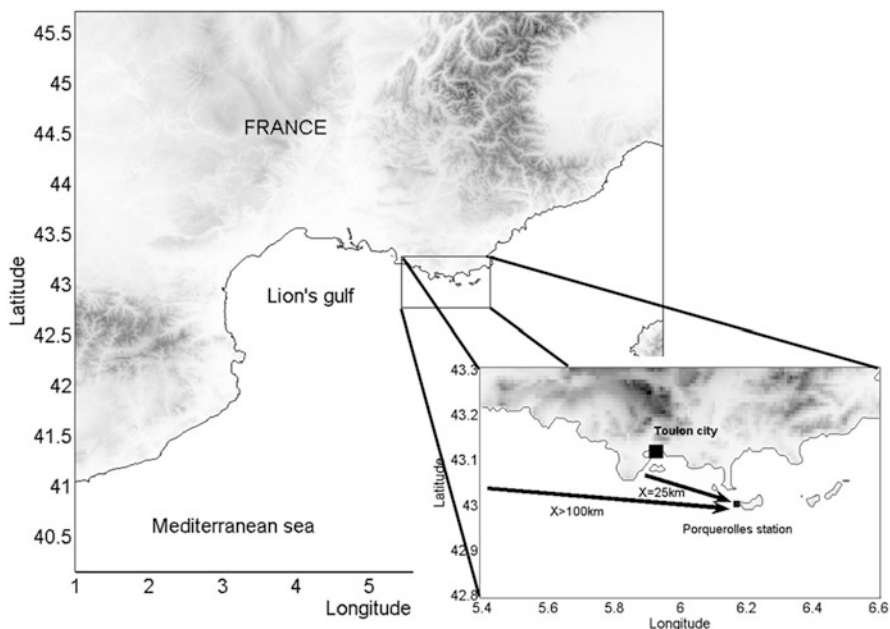 45.5
45
44.5
44
43.5
43
42.5
42
41.5
41
40.5
Latitude
FRANCE
Lion's gulf
Mediterranean sea
1 2 3 4 5
Longitude
43.3
43.2
43.1
43
42.9
42.8
Latitude
Toulon city
X=25km
X>100km
Porquerolles station
5.4 5.6 5.8 6 6.2 6.4 6.6
Longitude